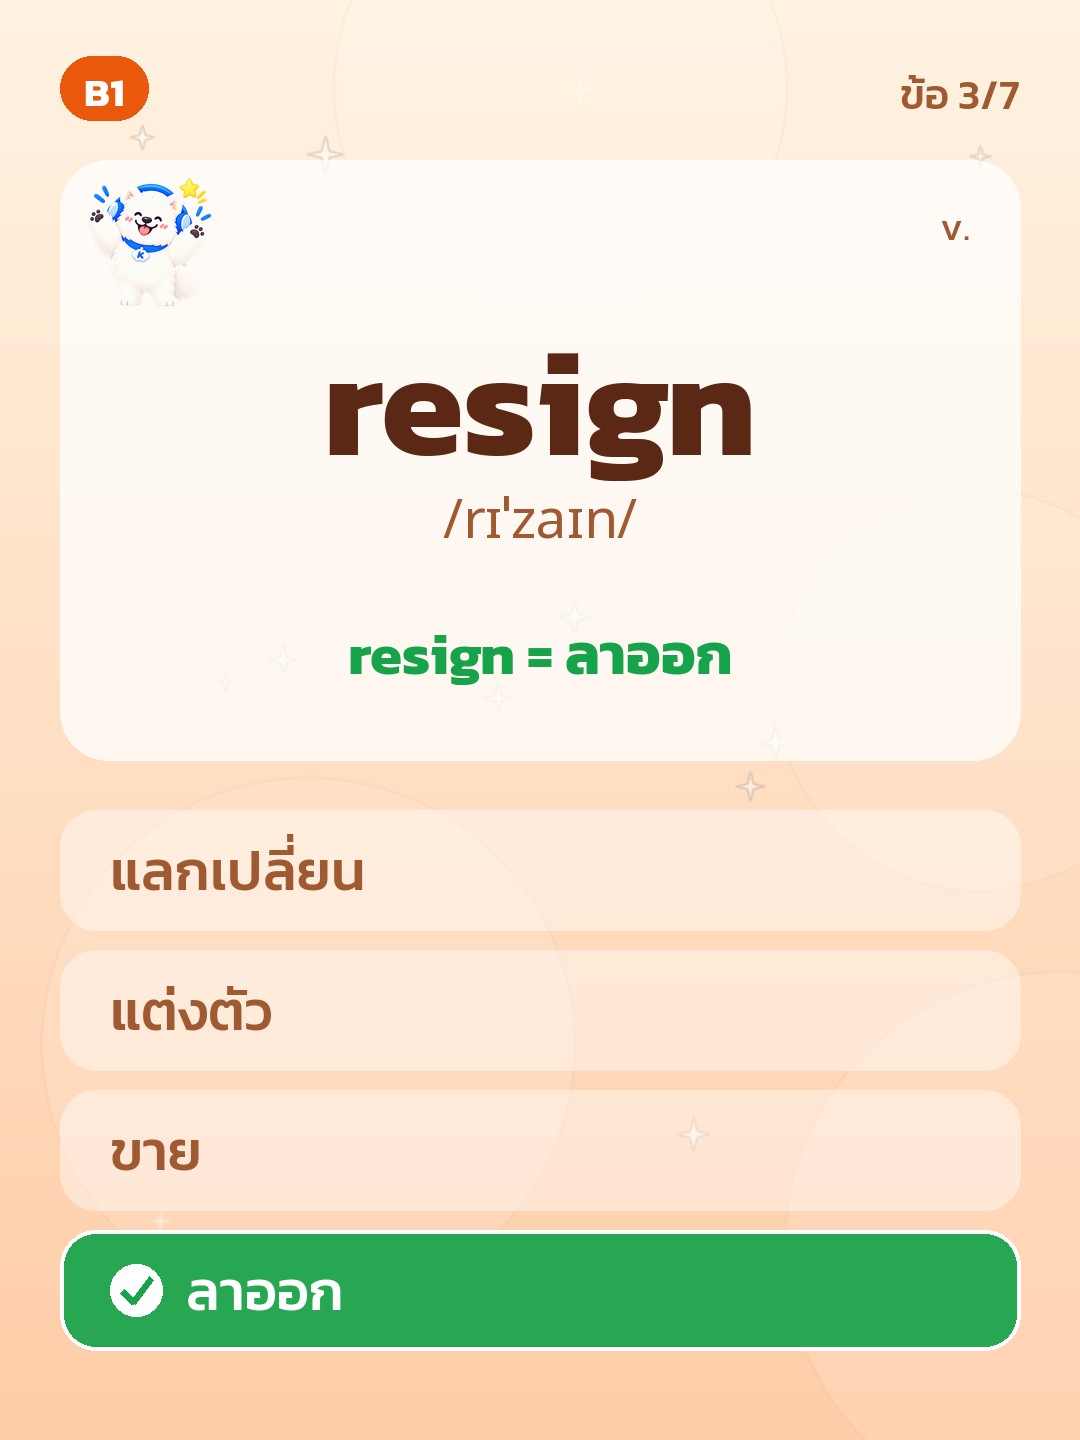 B1
ข้อ 3/7
v.
resign
/rɪˈzaɪn/
resign = ลาออก
แลกเปลี่ยน
แต่งตัว
ขาย
ลาออก